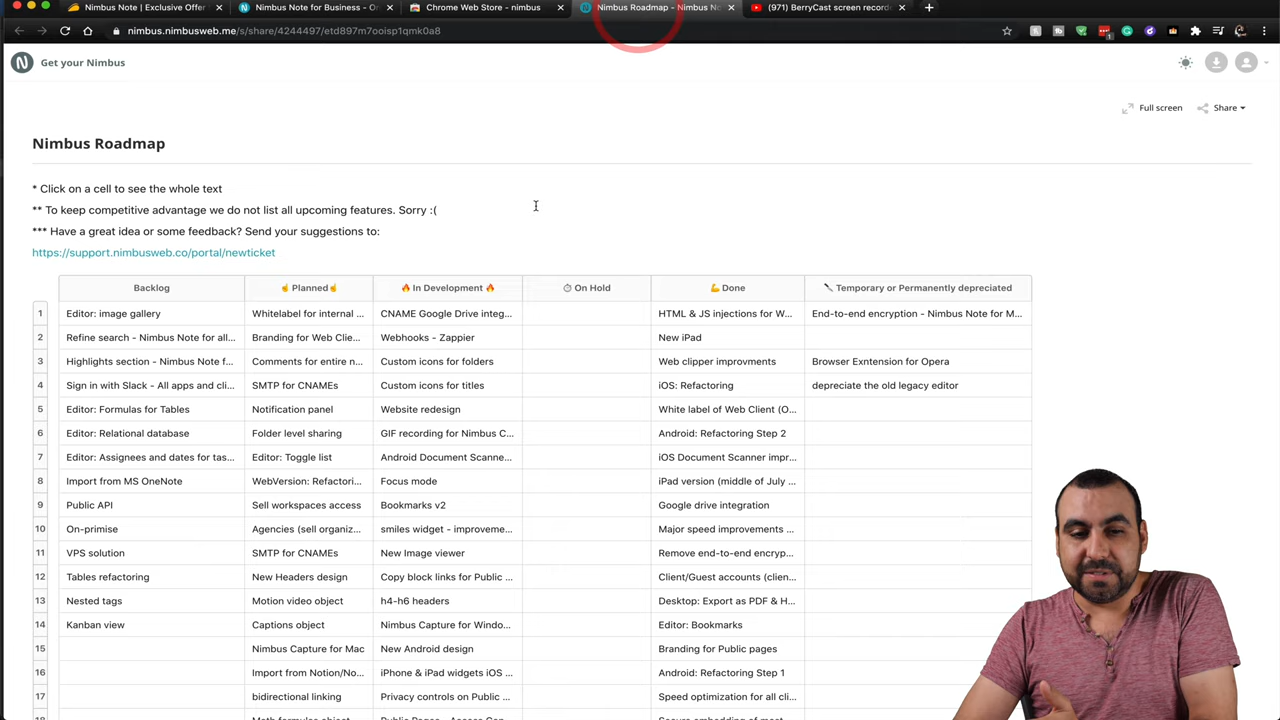 Nimbus Note | Exclusive Offer
Nimbus Note for Business - On
Chrome Web Store - nimbus
Nimbus Roadmap - Nimbus No
(971) BerryCast screen record
nimbus.nimbusweb.me/s/share/4244497/etd897m7ooisp1qmk0a8
Get your Nimbus
Full screen
Share
Nimbus Roadmap
* Click on a cell to see the whole text
** To keep competitive advantage we do not list all upcoming features. Sorry :(
*** Have a great idea or some feedback? Send your suggestions to:
https://support.nimbusweb.co/portal/newticket
Backlog ☝ Planned☝ 🔥 In Development 🔥 ⏱ On Hold 💪 Done 🔪 Temporary or Permanently depreciated
1 Editor: image gallery Whitelabel for internal ... CNAME Google Drive integ... HTML & JS injections for W... End-to-end encryption - Nimbus Note for M...
2 Refine search - Nimbus Note for all... Branding for Web Clie... Webhooks - Zappier New iPad
3 Highlights section - Nimbus Note f... Comments for entire n... Custom icons for folders Web clipper improvments Browser Exntension for Opera
4 Sign in with Slack - All apps and cli... SMTP for CNAMEs Custom icons for titles iOS: Refactoring depreciate the old legacy editor
5 Editor: Formulas for Tables Notification panel Website redesign White label of Web Client (O...
6 Editor: Relational database Folder level sharing GIF recording for Nimbus C... Android: Refactoring Step 2
7 Editor: Assignees and dates for tas... Editor: Toggle list Android Document Scanne... iOS Document Scanner impr...
8 Import from MS OneNote WebVersion: Refactori... Focus mode iPad version (middle of July ...
9 Public API Sell workspaces access Bookmarks v2 Google drive integration
10 On-primise Agencies (sell organiz... smiles widget - improveme... Major speed improvements ...
11 VPS solution SMTP for CNAMEs New Image viewer Remove end-to-end encryp...
12 Tables refactoring New Headers design Copy block links for Public ... Client/Guest accounts (clien...
13 Nested tags Motion video object h4-h6 headers Desktop: Export as PDF & H...
14 Kanban view Captions object Nimbus Capture for Windo... Editor: Bookmarks
15 Nimbus Capture for Mac New Android design Branding for Public pages
16 Import from Notion/No... iPhone & iPad widgets iOS ... Android: Refactoring Step 1
17 bidirectional linking Privacy controls on Public ... Speed optimization for all cli...